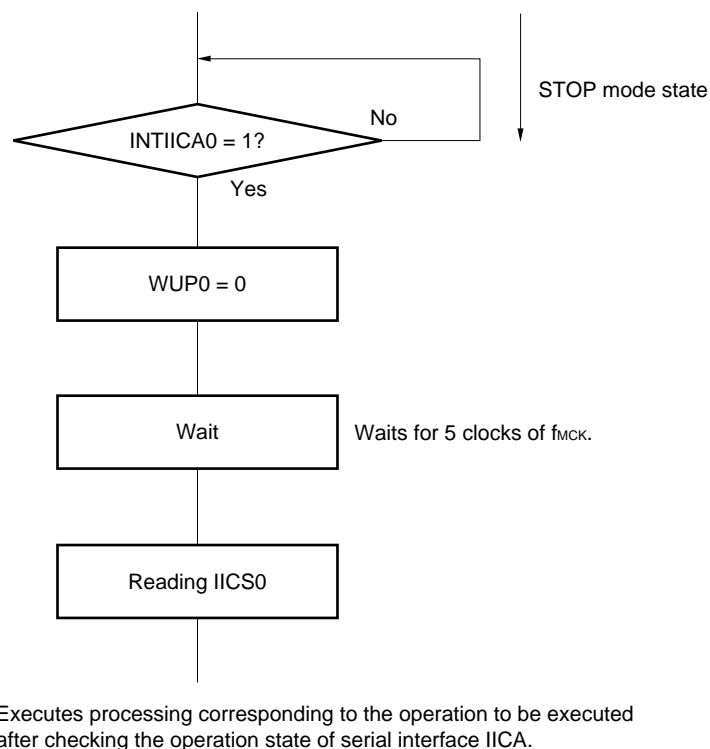 STOP mode state
No
INTIICA0 = 1?
Yes
WUP0 = 0
Wait
Waits for 5 clocks of fMCK.
Reading IICS0
Executes processing corresponding to the operation to be executed
after checking the operation state of serial interface IICA.